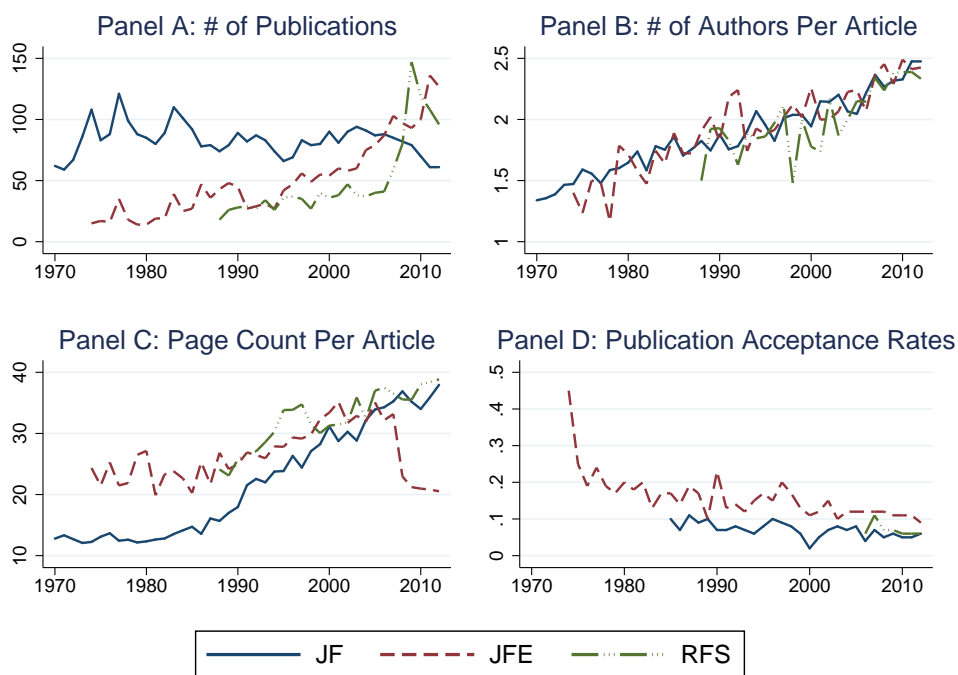 Panel A: # of Publications
150
100
50
0
1970 1980 1990 2000 2010
Panel B: # of Authors Per Article
2.5
2
1.5
1
1970 1980 1990 2000 2010
Panel C: Page Count Per Article
40
30
20
10
1970 1980 1990 2000 2010
Panel D: Publication Acceptance Rates
.5
.4
.3
.2
.1
0
1970 1980 1990 2000 2010
JF JFE RFS